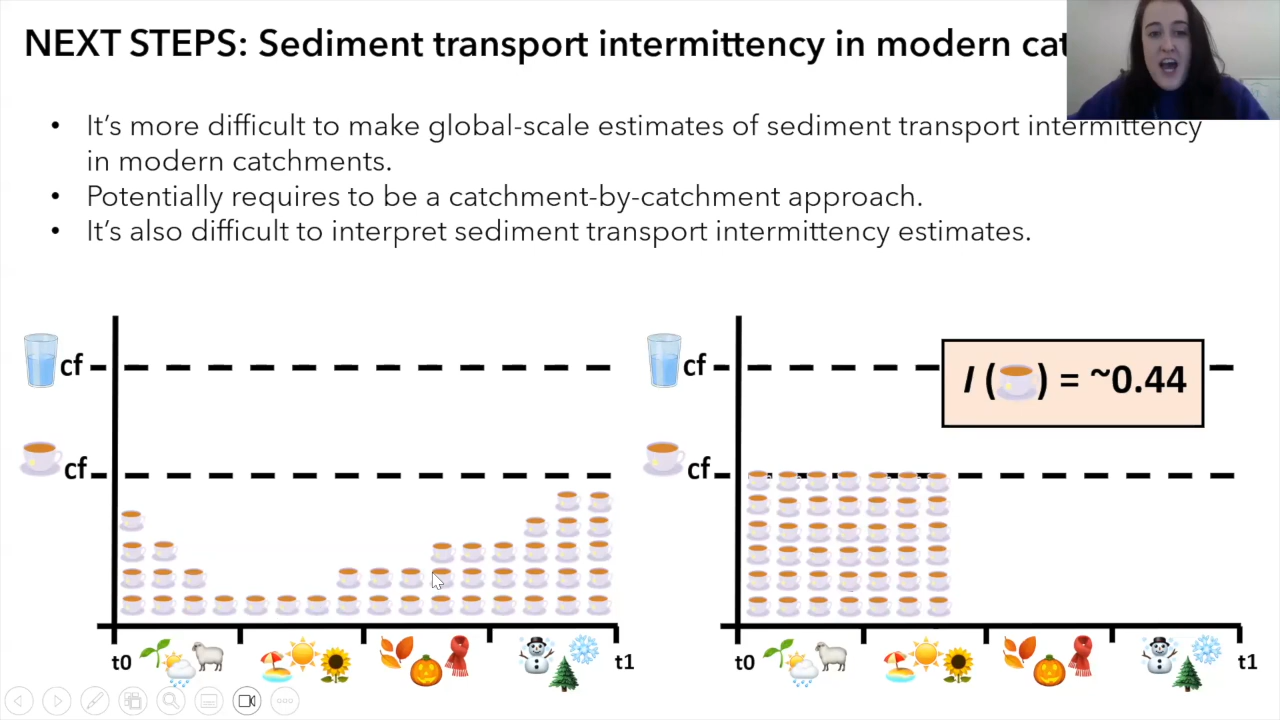 NEXT STEPS: Sediment transport intermittency in modern
• It's more difficult to make global-scale estimates of sediment transport intermittency
in modern catchments.
• Potentially requires to be a catchment-by-catchment approach.
• It's also difficult to interpret sediment transport intermittency estimates.
cf
cf
t0
t1
cf
I ( ) = ~0.44
cf
t0
t1